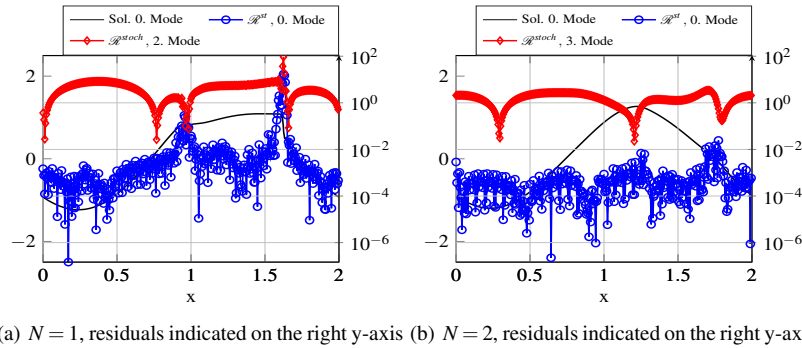 Sol. 0. Mode
ℛ^st, 0. Mode
ℛ^stoch, 2. Mode
Sol. 0. Mode
ℛ^st, 0. Mode
ℛ^stoch, 3. Mode
2
0
−2
10^2
10^0
10^−2
10^−4
10^−6
0
0.5
1
1.5
2
x
2
0
−2
10^2
10^0
10^−2
10^−4
10^−6
0
0.5
1
1.5
2
x
a) N = 1, residuals indicated on the right y-axis
(b) N = 2, residuals indicated on the right y-ax